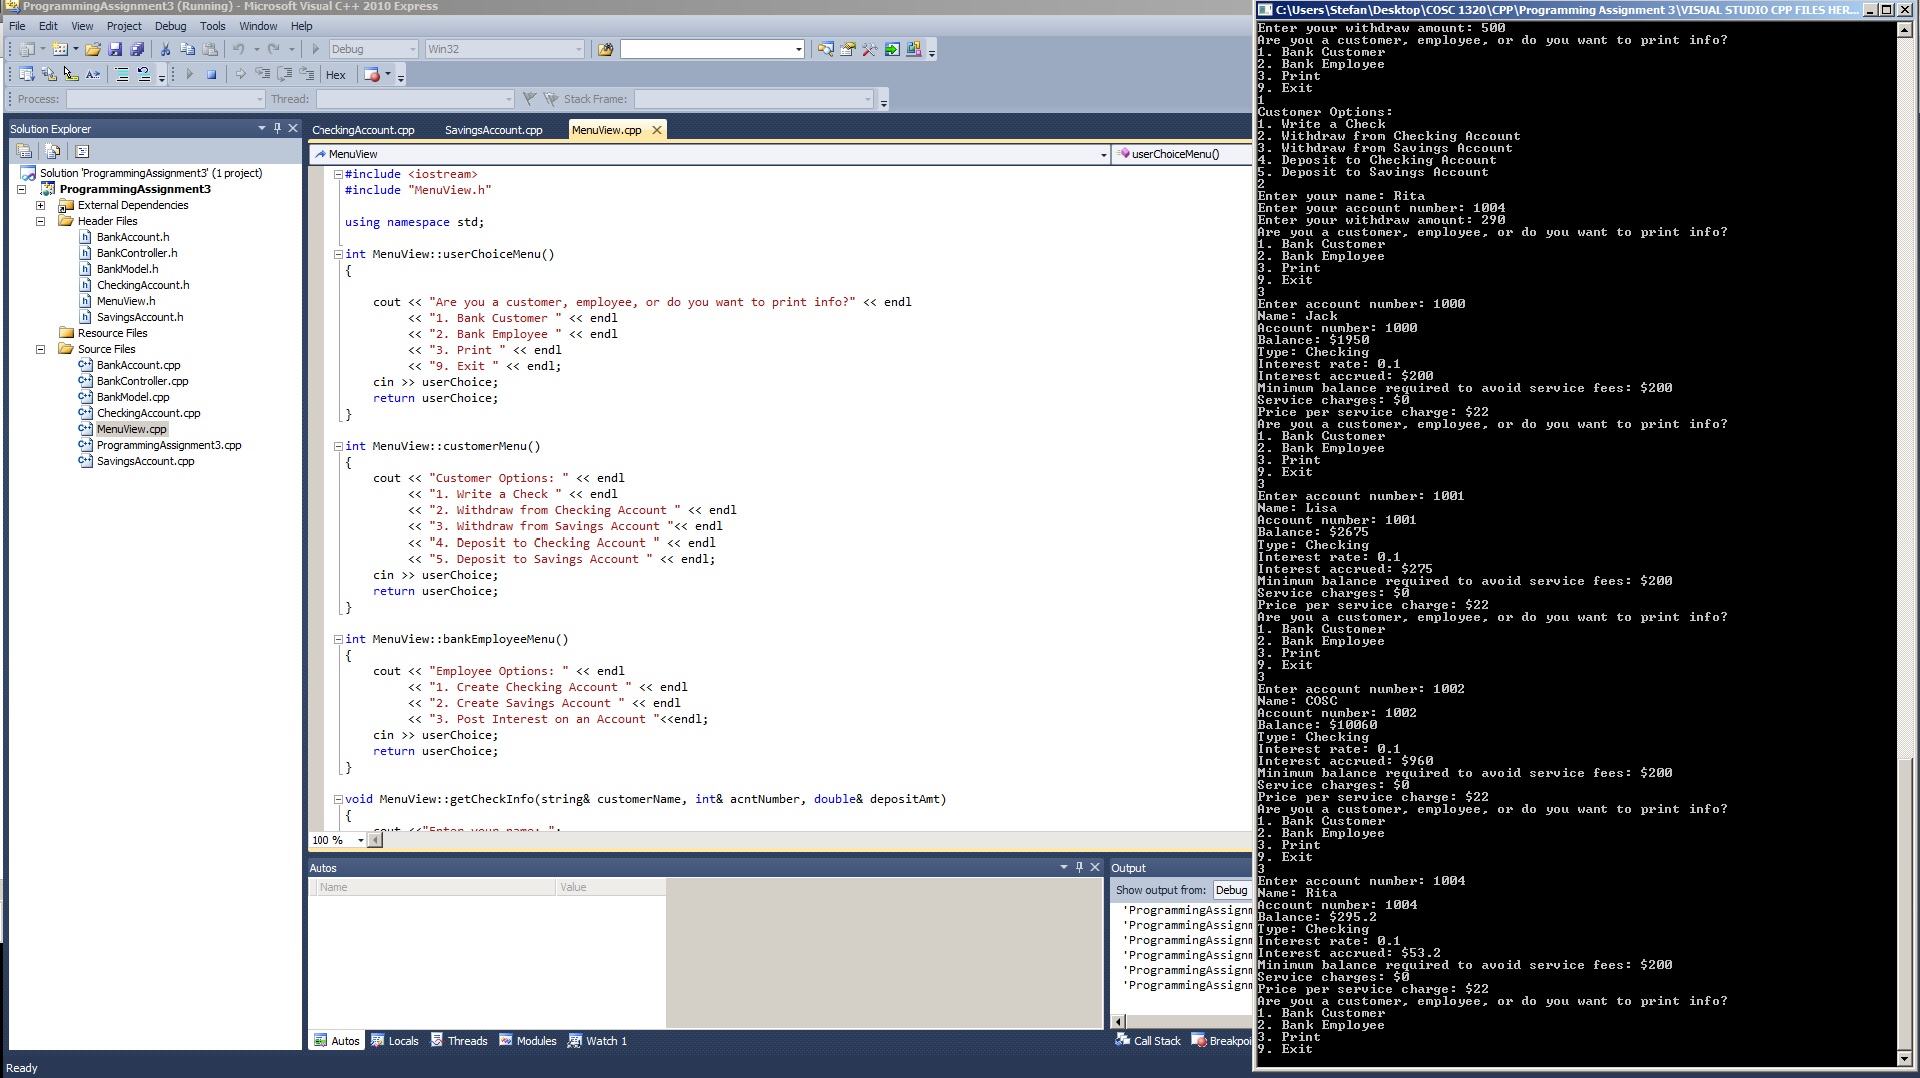 ProgrammingAssignment3 (Running) - Microsoft Visual C++ 2010 Express
File Edit View Project Debug Tools Window Help
Debug Win32
Hex
Process: Thread: Stack Frame:
Solution Explorer
Solution 'ProgrammingAssignment3' (1 project)
ProgrammingAssignment3
External Dependencies
Header Files
BankAccount.h
BankController.h
BankModel.h
CheckingAccount.h
MenuView.h
SavingsAccount.h
Resource Files
Source Files
BankAccount.cpp
BankController.cpp
BankModel.cpp
CheckingAccount.cpp
MenuView.cpp
ProgrammingAssignment3.cpp
SavingsAccount.cpp
CheckingAccount.cpp SavingsAccount.cpp MenuView.cpp
MenuView userChoiceMenu()
#include <iostream>
#include "MenuView.h"
using namespace std;
int MenuView::userChoiceMenu()
{
cout << "Are you a customer, employee, or do you want to print info?" << endl
<< "1. Bank Customer " << endl
<< "2. Bank Employee " << endl
<< "3. Print " << endl
<< "9. Exit " << endl;
cin >> userChoice;
return userChoice;
}
int MenuView::customerMenu()
{
cout << "Customer Options: " << endl
<< "1. Write a Check " << endl
<< "2. Withdraw from Checking Account " << endl
<< "3. Withdraw from Savings Account "<< endl
<< "4. Deposit to Checking Account " << endl
<< "5. Deposit to Savings Account " << endl;
cin >> userChoice;
return userChoice;
}
int MenuView::bankEmployeeMenu()
{
cout << "Employee Options: " << endl
<< "1. Create Checking Account " << endl
<< "2. Create Savings Account " << endl
<< "3. Post Interest on an Account "<<endl;
cin >> userChoice;
return userChoice;
}
void MenuView::getCheckInfo(string& customerName, int& acntNumber, double& depositAmt)
{
cout <<"Enter your name: ";
100 %
Autos
Name Value
Autos Locals Threads Modules Watch 1
Output
Show output from: Debug
'ProgrammingAssignm
'ProgrammingAssignm
'ProgrammingAssignm
'ProgrammingAssignm
'ProgrammingAssignm
'ProgrammingAssignm
Call Stack Breakpoi
Ready
C:\Users\Stefan\Desktop\COSC 1320\CPP\Programming Assignment 3\VISUAL STUDIO CPP FILES HER...
Enter your withdraw amount: 500
Are you a customer, employee, or do you want to print info?
1. Bank Customer
2. Bank Employee
3. Print
9. Exit
1
Customer Options:
1. Write a Check
2. Withdraw from Checking Account
3. Withdraw from Savings Account
4. Deposit to Checking Account
5. Deposit to Savings Account
2
Enter your name: Rita
Enter your account number: 1004
Enter your withdraw amount: 290
Are you a customer, employee, or do you want to print info?
1. Bank Customer
2. Bank Employee
3. Print
9. Exit
3
Enter account number: 1000
Name: Jack
Account number: 1000
Balance: $1950
Type: Checking
Interest rate: 0.1
Interest accrued: $200
Minimum balance required to avoid service fees: $200
Service charges: $0
Price per service charge: $22
Are you a customer, employee, or do you want to print info?
1. Bank Customer
2. Bank Employee
3. Print
9. Exit
3
Enter account number: 1001
Name: Lisa
Account number: 1001
Balance: $2675
Type: Checking
Interest rate: 0.1
Interest accrued: $275
Minimum balance required to avoid service fees: $200
Service charges: $0
Price per service charge: $22
Are you a customer, employee, or do you want to print info?
1. Bank Customer
2. Bank Employee
3. Print
9. Exit
3
Enter account number: 1002
Name: COSC
Account number: 1002
Balance: $10060
Type: Checking
Interest rate: 0.1
Interest accrued: $960
Minimum balance required to avoid service fees: $200
Service charges: $0
Price per service charge: $22
Are you a customer, employee, or do you want to print info?
1. Bank Customer
2. Bank Employee
3. Print
9. Exit
3
Enter account number: 1004
Name: Rita
Account number: 1004
Balance: $295.2
Type: Checking
Interest rate: 0.1
Interest accrued: $53.2
Minimum balance required to avoid service fees: $200
Service charges: $0
Price per service charge: $22
Are you a customer, employee, or do you want to print info?
1. Bank Customer
2. Bank Employee
3. Print
9. Exit